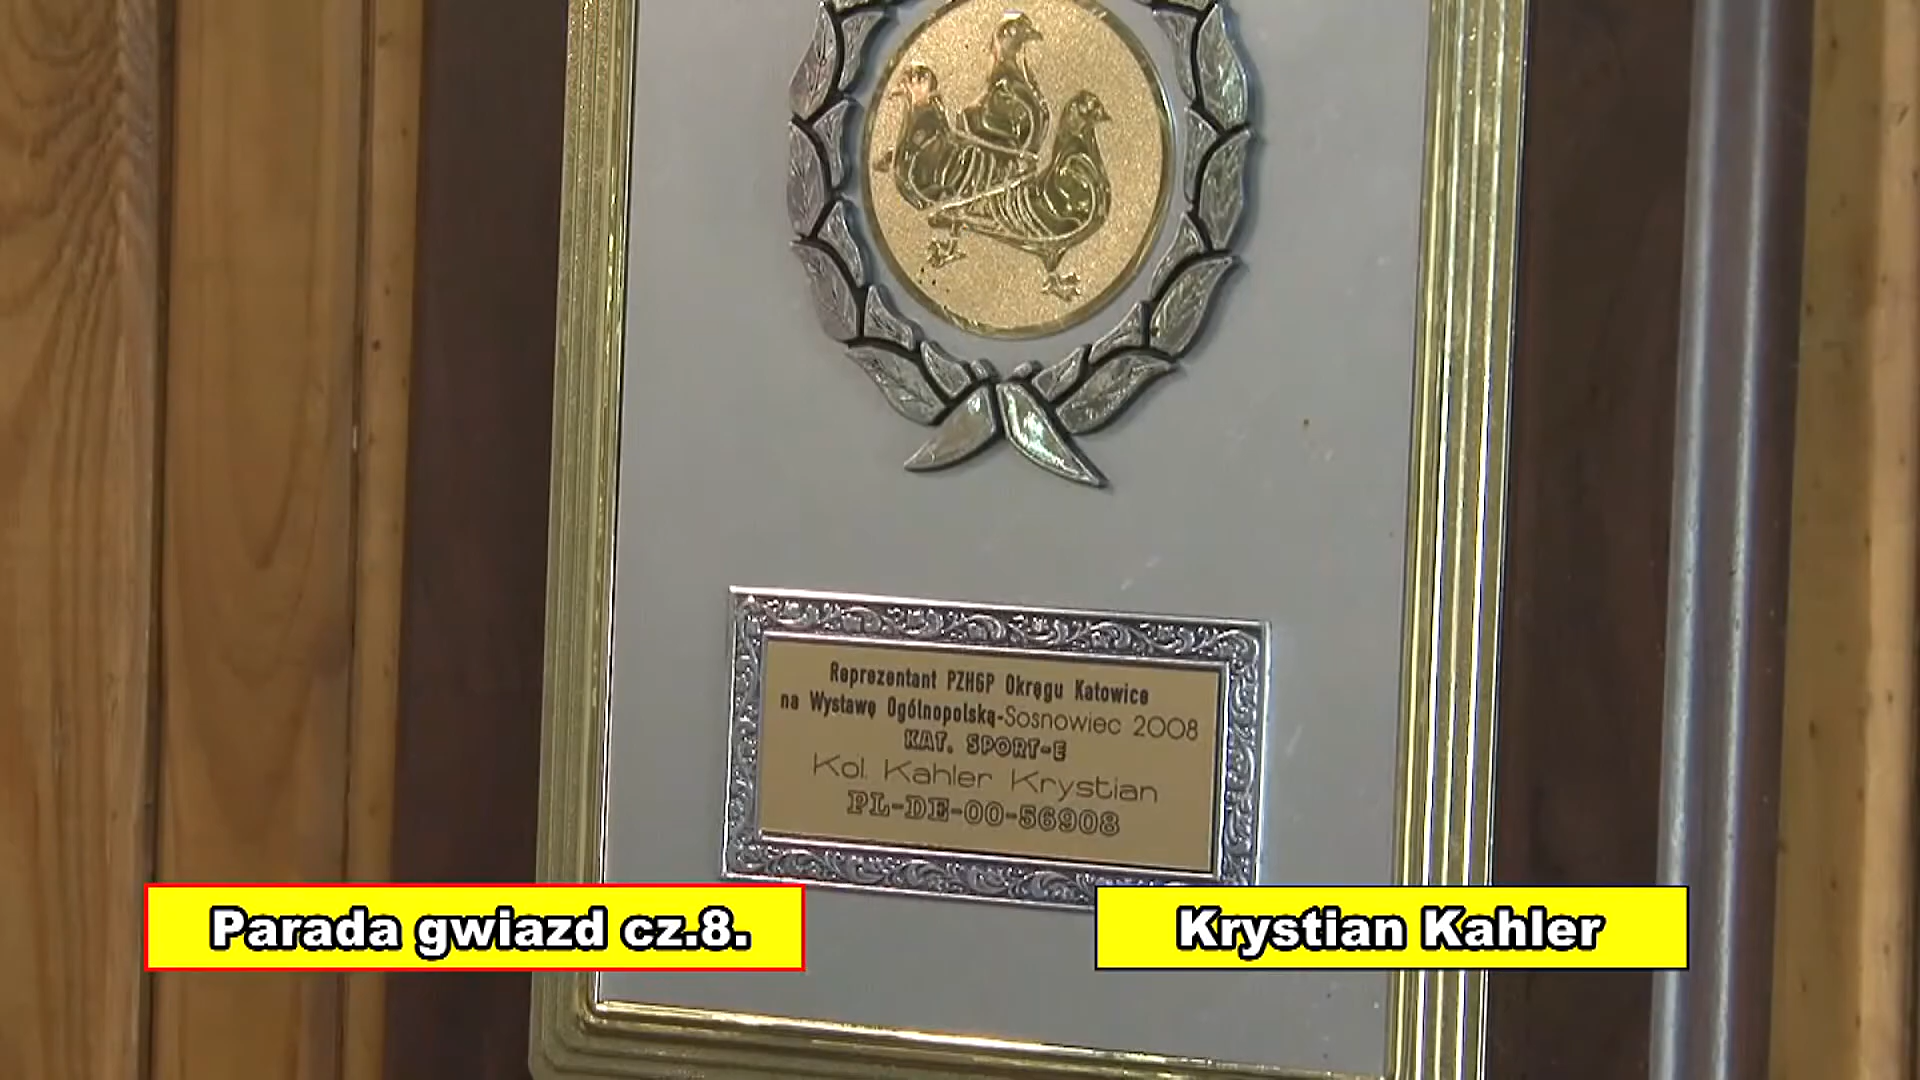 Reprezentant PZHGP Okręgu Katowice
na Wystawę Ogólnopolską-Sosnowiec 2008
KAT. SPORT-E
Kol. Kahler Krystian
PL-DE-00-56908
Parada gwiazd cz.8.
Krystian Kahler